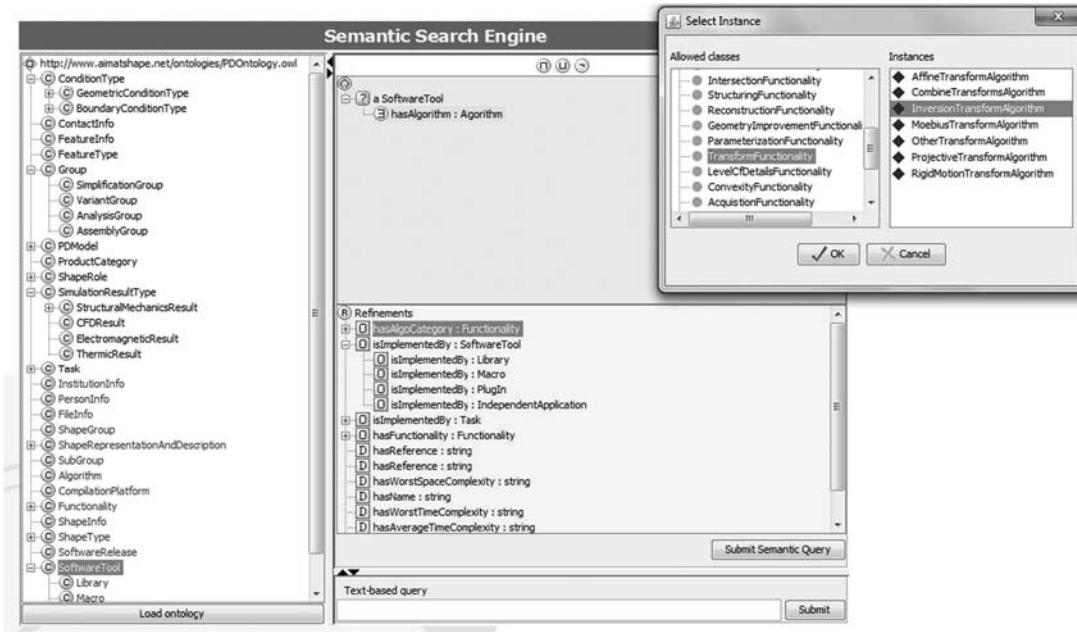 Semantic Search Engine
http://www.aimatshape.net/ontologies/PDOntology.owl
ConditionType
GeometricConditionType
BoundaryConditionType
ContactInfo
FeatureInfo
FeatureType
Group
SimplificationGroup
VariantGroup
AnalysisGroup
AssemblyGroup
PDModel
ProductCategory
ShapeRole
SimulationResultType
StructuralMechanicsResult
CFDResult
ElectromagneticResult
ThermicResult
Task
InstitutionInfo
PersonInfo
FileInfo
ShapeGroup
ShapeRepresentationAndDescription
SubGroup
Algorithm
CompilationPlatform
Functionality
ShapeInfo
ShapeType
SoftwareRelease
SoftwareTool
Library
Macro
Load ontology
? a SoftwareTool
hasAlgorithm : Agorithm
R Refinements
O hasAlgoCategory : Functionality
O isImplementedBy : SoftwareTool
O isImplementedBy : Library
O isImplementedBy : Macro
O isImplementedBy : PlugIn
O isImplementedBy : IndependentApplication
O isImplementedBy : Task
O hasFunctionality : Functionality
D hasReference : string
D hasReference : string
D hasWorstSpaceComplexity : string
D hasName : string
D hasWorstTimeComplexity : string
D hasAverageTimeComplexity : string
Submit Semantic Query
Text-based query
Submit
Select Instance
Allowed classes
IntersectionFunctionality
StructuringFunctionality
ReconstructionFunctionality
GeometryImprovementFunctionali
ParameterizationFunctionality
TransformFunctionality
LevelCfDetailsFunctionality
ConvexityFunctionality
AcquistionFunctionality
Instances
AffineTransformAlgorithm
CombineTransformsAlgorithm
InversionTransformAlgorithm
MoebiusTransformAlgorithm
OtherTransformAlgorithm
ProjectiveTransformAlgorithm
RigidMotionTransformAlgorithm
OK
Cancel